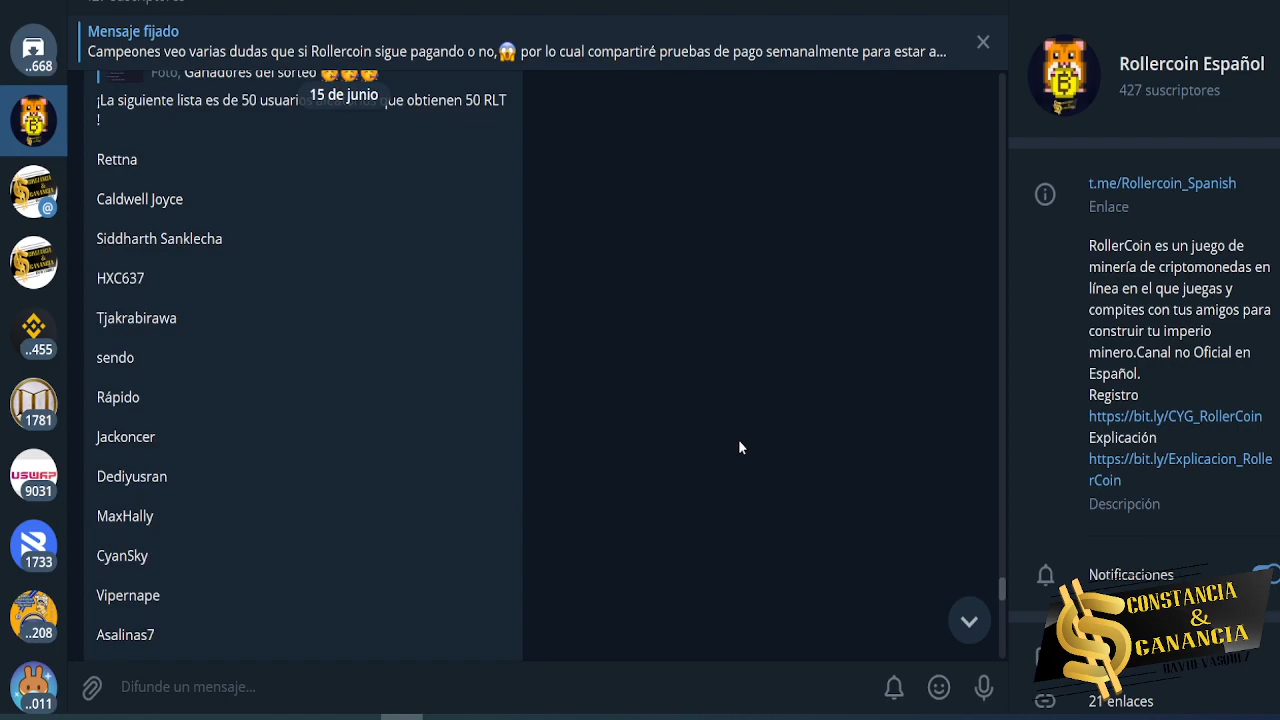 427 suscriptores
Mensaje fijado
Campeones veo varias dudas que si Rollercoin sigue pagando o no,😱 por lo cual compartiré pruebas de pago semanalmente para estar a...
Foto, Ganadores del sorteo 🥳🥳🥳
15 de junio
¡La siguiente lista es de 50 usuarios que obtienen 50 RLT
!
Rettna
Caldwell Joyce
Siddharth Sanklecha
HXC637
Tjakrabirawa
sendo
Rápido
Jackoncer
Dediyusran
MaxHally
CyanSky
Vipernape
Asalinas7
Difunde un mensaje...
..668
@
..455
1781
USWAP
9031
1733
..208
..011
Rollercoin Español
427 suscriptores
t.me/Rollercoin_Spanish
Enlace
RollerCoin es un juego de
minería de criptomonedas en
línea en el que juegas y
compites con tus amigos para
construir tu imperio
minero.Canal no Oficial en
Español.
Registro
https://bit.ly/CYG_RollerCoin
Explicación
https://bit.ly/Explicacion_Rolle
rCoin
Descripción
Notificaciones
CONSTANCIA
&
GANANCIA
DAVID VASQUEZ
21 enlaces